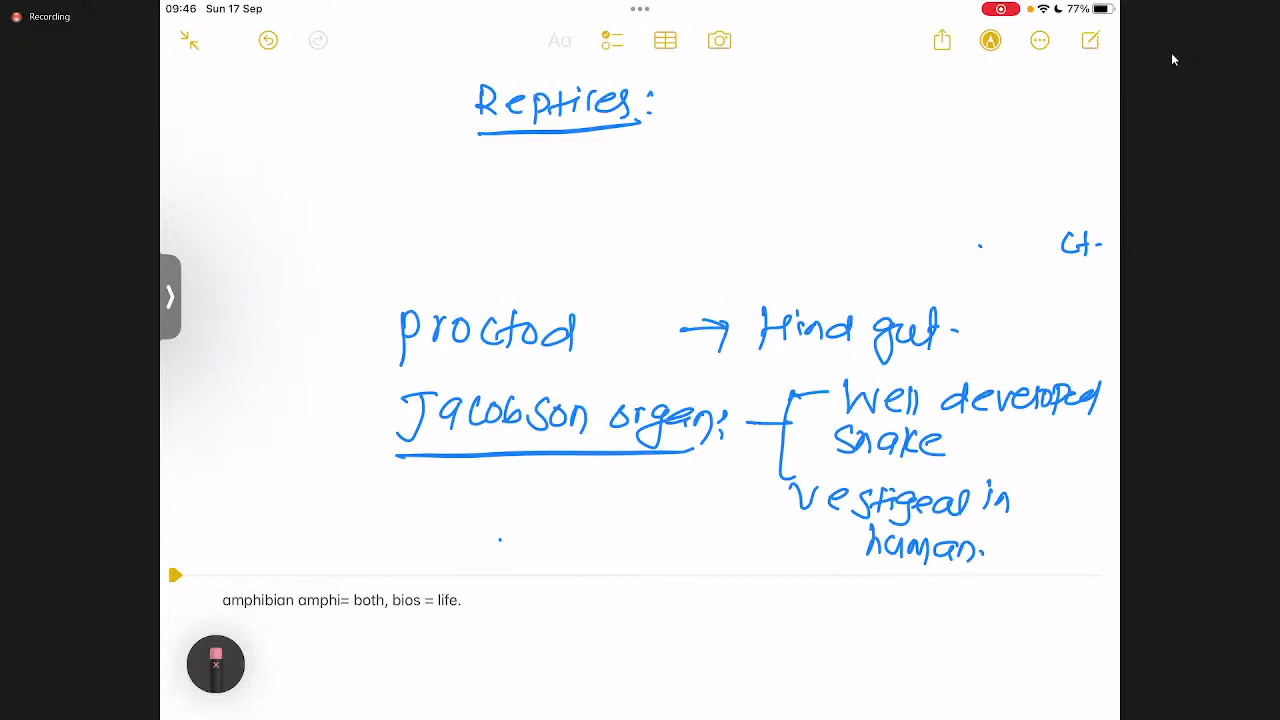 Recording
09:46 Sun 17 Sep
77%
Aa
Reptires:
Gt-
Proctod → Hind gut.
Jacobson organ: Well developed
snake
Vestigeal in
human.
amphibian amphi= both, bios = life.